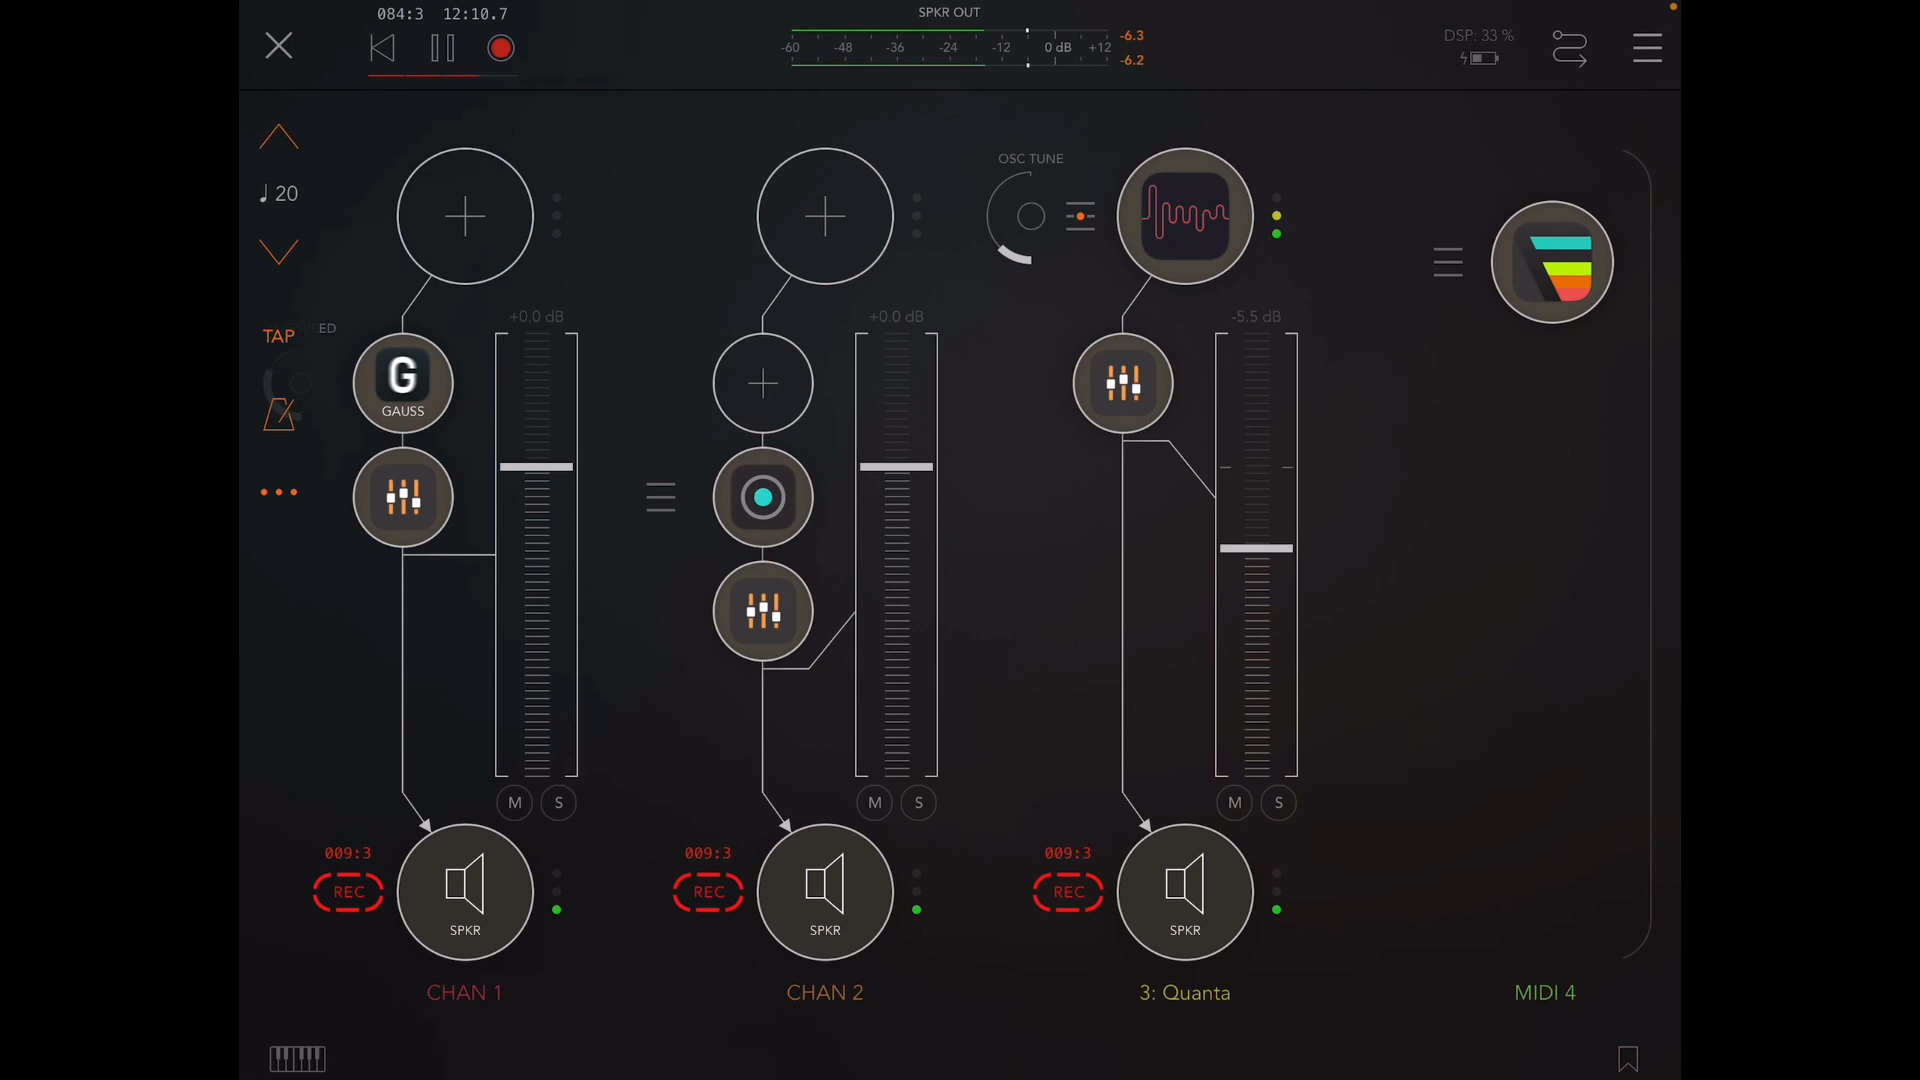 084:3 12:10.7
SPKR OUT
-60 -48 -36 -24 -12 0 dB +12
-6.3
-6.2
DSP: 33 %
20
TAP
ED
OSC TUNE
+0.0 dB
+0.0 dB
-5.5 dB
G
GAUSS
M S
M S
M S
009:3
REC
SPKR
009:3
REC
SPKR
009:3
REC
SPKR
CHAN 1
CHAN 2
3: Quanta
MIDI 4